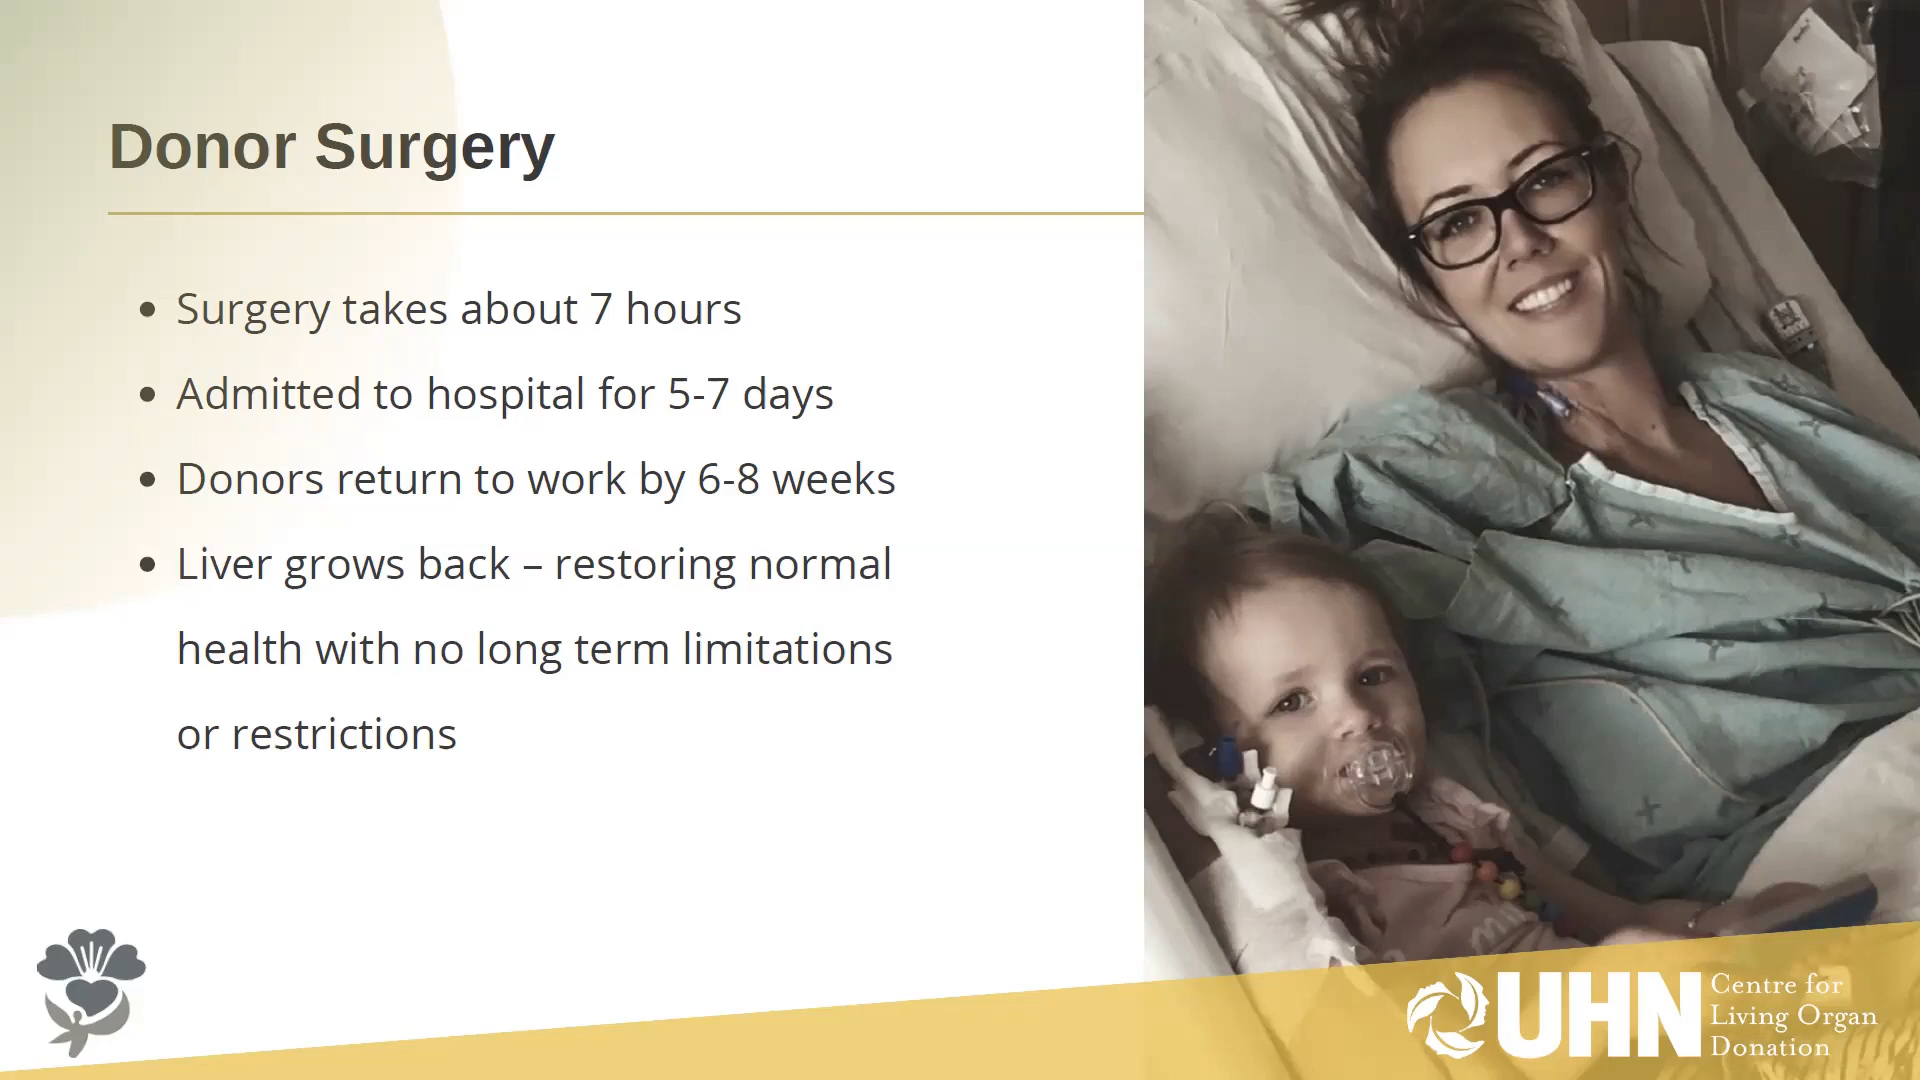 Donor Surgery
• Surgery takes about 7 hours
• Admitted to hospital for 5-7 days
• Donors return to work by 6-8 weeks
• Liver grows back – restoring normal
health with no long term limitations
or restrictions
UHN
Centre for
Living Organ
Donation